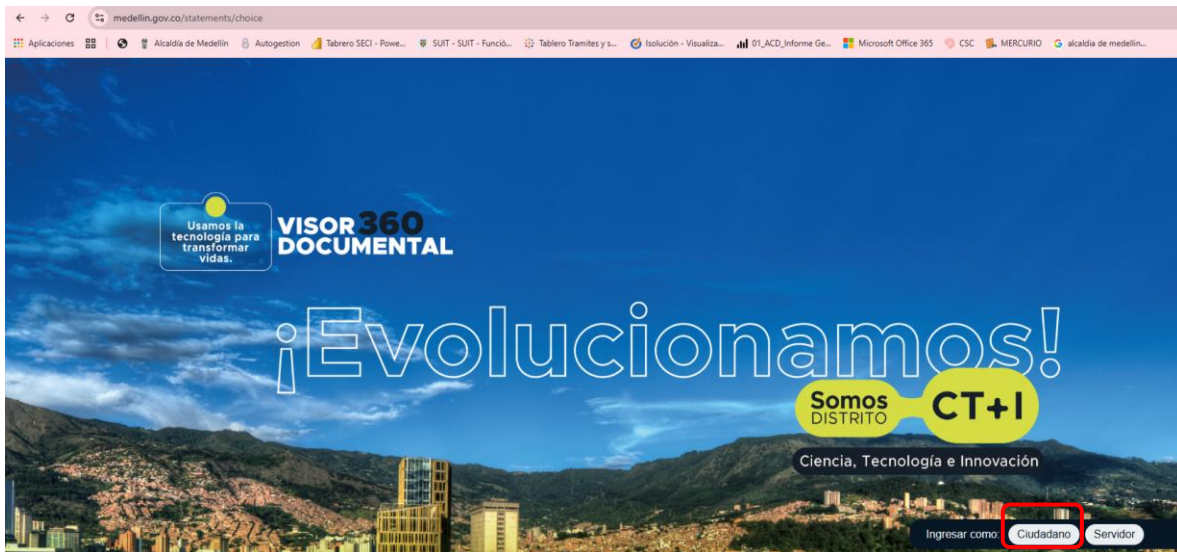 medellin.gov.co/statements/choice
Aplicaciones Alcaldía de Medellín Autogestion Tabrero SECI - Powe... SUIT - SUIT - Funció... Tablero Tramites y s... Isolución - Visualiza... 01_ACD_Informe Ge... Microsoft Office 365 CSC MERCURIO alcaldia de medellin...
Usamos la
tecnología para
transformar
vidas.
VISOR 360
DOCUMENTAL
¡Evolucionamos!
Somos
DISTRITO
CT+I
Ciencia, Tecnología e Innovación
Ingresar como: Ciudadano Servidor